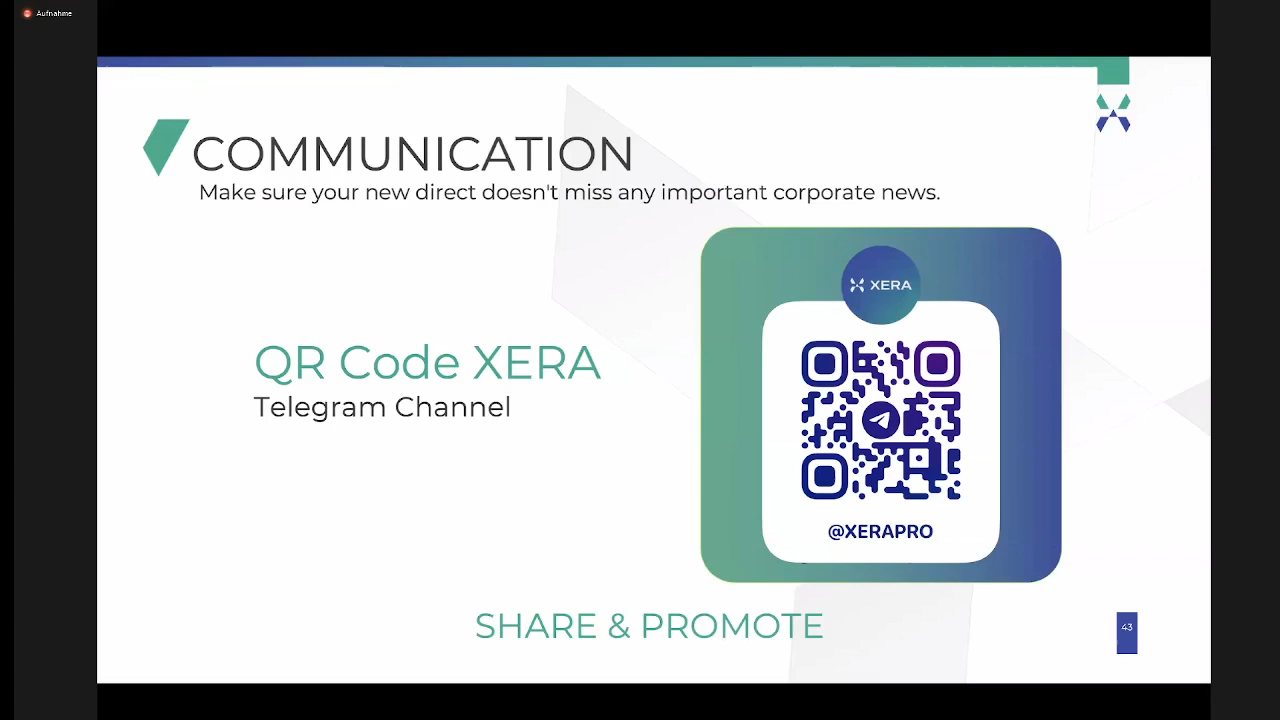 Aufnahme
COMMUNICATION
Make sure your new direct doesn't miss any important corporate news.
XERA
QR Code XERA
Telegram Channel
@XERAPRO
SHARE & PROMOTE
43